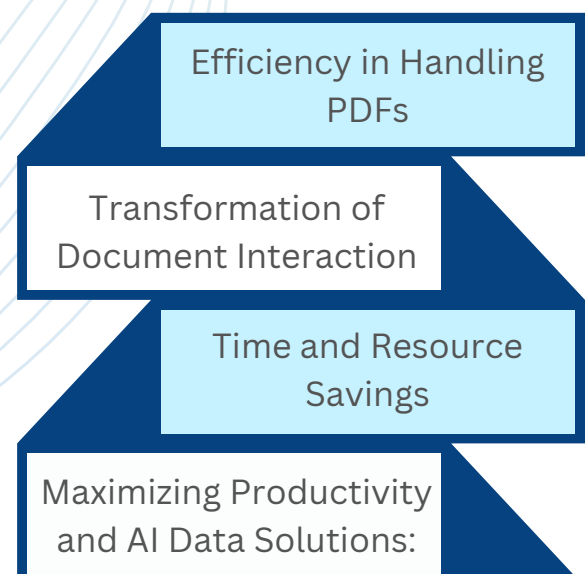 Efficiency in Handling
PDFs
Transformation of
Document Interaction
Time and Resource
Savings
Maximizing Productivity
and AI Data Solutions: